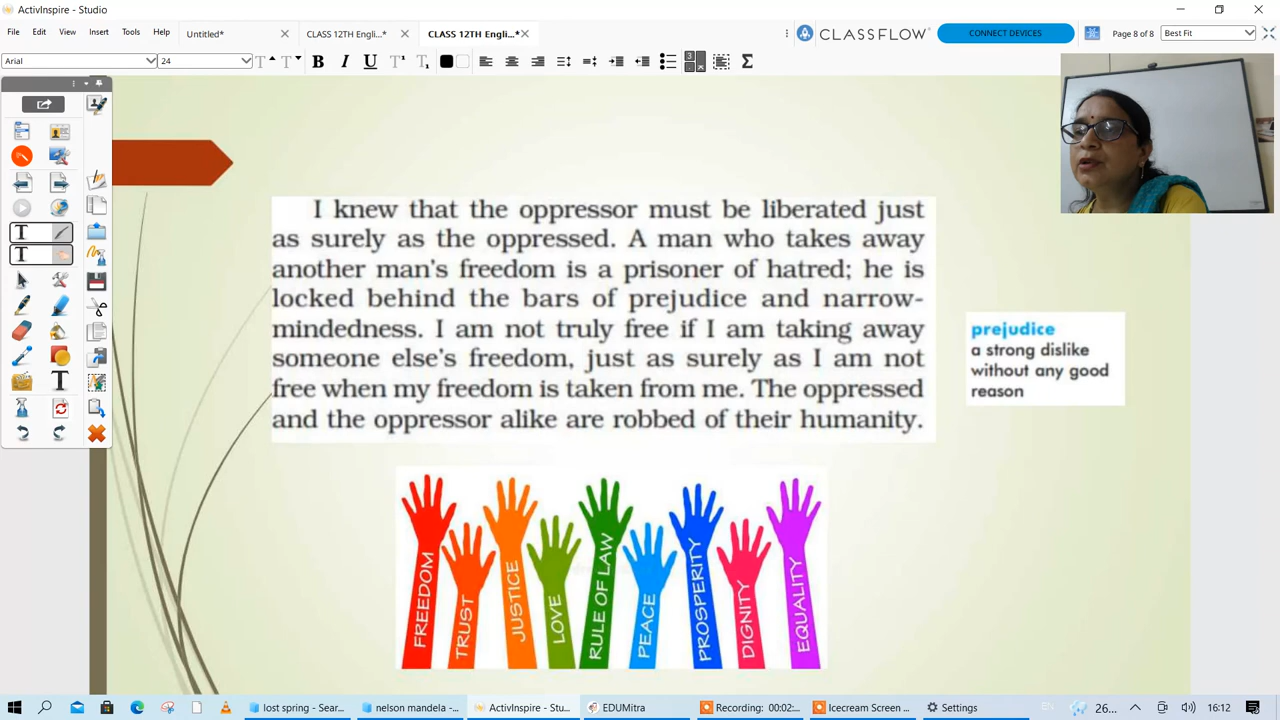 ActivInspire - Studio
File Edit View Insert Tools Help
Untitled*
CLASS 12TH Engli...*
CLASS 12TH Engli...*
CLASSFLOW
CONNECT DEVICES
Page 8 of 8
Best Fit
Arial
24
I knew that the oppressor must be liberated just
as surely as the oppressed. A man who takes away
another man's freedom is a prisoner of hatred; he is
locked behind the bars of prejudice and narrow-
mindedness. I am not truly free if I am taking away
someone else's freedom, just as surely as I am not
free when my freedom is taken from me. The oppressed
and the oppressor alike are robbed of their humanity.
prejudice
a strong dislike
without any good
reason
FREEDOM
TRUST
JUSTICE
LOVE
RULE OF LAW
PEACE
PROSPERITY
DIGNITY
EQUALITY
lost spring - Sear...
nelson mandela -...
ActivInspire - Stu...
EDUMitra
Recording: 00:02:...
Icecream Screen ...
Settings
26...
EN
16:12